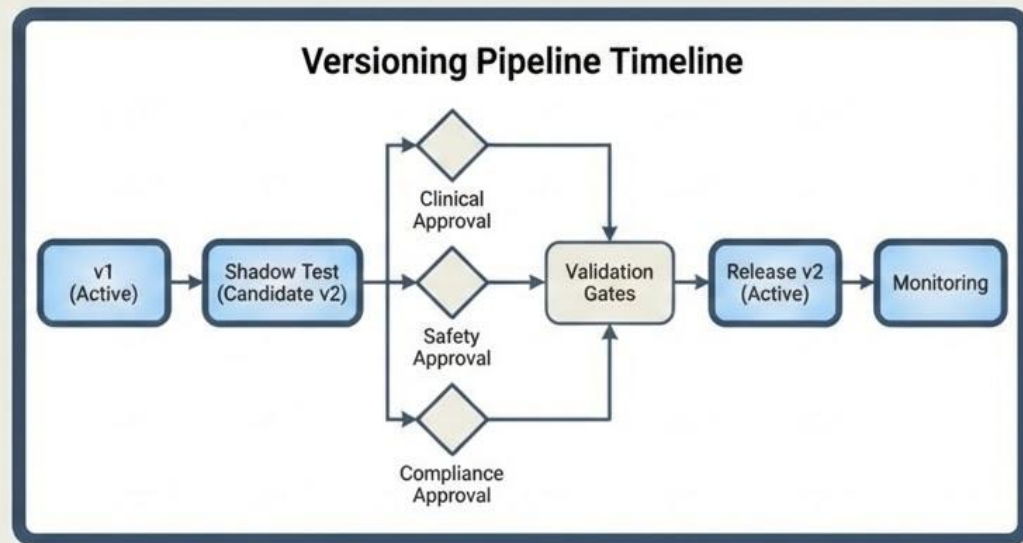 Versioning Pipeline Timeline
v1
(Active)
Shadow Test
(Candidate v2)
Clinical
Approval
Safety
Approval
Compliance
Approval
Validation
Gates
Release v2
(Active)
Monitoring